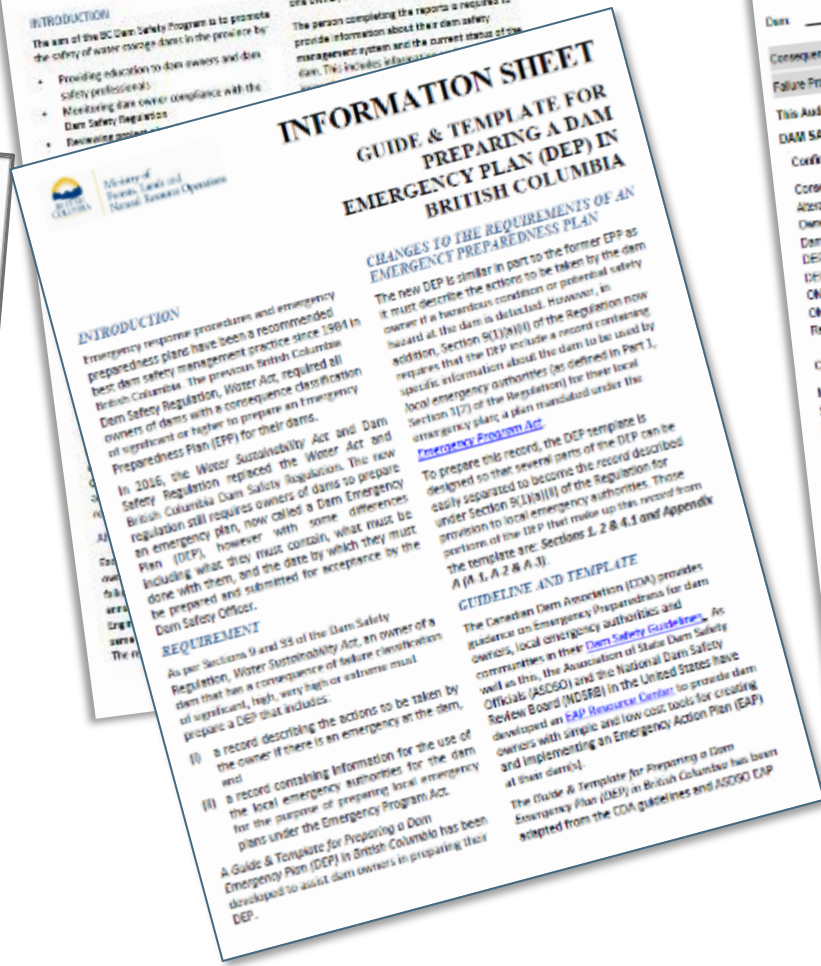 INTRODUCTION
The aim of the BC Dam Safety Program is to promote
the safety of water storage dams in the province by:
• Providing education to dam owners and dam
safety professionals
• Monitoring dam owner compliance with the
Dam Safety Regulation
• Reviewing
The person completing the reports is required to
provide information about their dam safety
management system and the current status of the
dam. This includes
INFORMATION SHEET
GUIDE & TEMPLATE FOR
PREPARING A DAM
EMERGENCY PLAN (DEP) IN
BRITISH COLUMBIA
BRITISH
COLUMBIA
Ministry of
Forests, Lands and
Natural Resource Operations
INTRODUCTION
Emergency response procedures and emergency
preparedness plans have been a recommended
best dam safety management practice since 1984 in
British Columbia. The previous British Columbia
Dam Safety Regulation, Water Act, required all
owners of dams with a consequence classification
of significant or higher to prepare an Emergency
Preparedness Plan (EPP) for their dams.
In 2016, the Water Sustainability Act and Dam
Safety Regulation replaced the Water Act and
British Columbia Dam Safety Regulation. The new
regulation still requires owners of dams to prepare
an emergency plan, now called a Dam Emergency
Plan (DEP), however with some differences
including what they must contain, what must be
done with them, and the date by which they must
be prepared and submitted for acceptance by the
Dam Safety Officer.
REQUIREMENT
As per Sections 9 and 33 of the Dam Safety
Regulation, Water Sustainability Act, an owner of a
dam that has a consequence of failure classification
of significant, high, very high or extreme must
prepare a DEP that includes:
(i) a record describing the actions to be taken by
the owner if there is an emergency at the dam,
and
(ii) a record containing information for the use of
the local emergency authorities for the dam
for the purpose of preparing local emergency
plans under the Emergency Program Act.
A Guide & Template for Preparing a Dam
Emergency Plan (DEP) in British Columbia has been
developed to assist dam owners in preparing their
DEP.
CHANGES TO THE REQUIREMENTS OF AN
EMERGENCY PREPAREDNESS PLAN
The new DEP is similar in part to the former EPP as
it must describe the actions to be taken by the dam
owner if a hazardous condition or potential safety
hazard at the dam is detected. However, in
addition, Section 9(1)(a)(ii) of the Regulation now
requires that the DEP include a record containing
specific information about the dam to be used by
local emergency authorities (as defined in Part 1,
Section 1(2) of the Regulation) for their local
emergency plan; a plan mandated under the
Emergency Program Act.
To prepare this record, the DEP template is
designed so that several parts of the DEP can be
easily separated to become the record described
under Section 9(1)(a)(ii) of the Regulation for
provision to local emergency authorities. Those
portions of the DEP that make up this record from
the template are: Sections 1, 2 & 4.1 and Appendix
A (A.1, A.2 & A.3).
GUIDELINE AND TEMPLATE
The Canadian Dam Association (CDA) provides
guidance on Emergency Preparedness for dam
owners, local emergency authorities and
communities in their Dam Safety Guidelines. As
well as this, the Association of State Dam Safety
Officials (ASDSO) and the National Dam Safety
Review Board (NDSRB) in the United States have
developed an EAP Resource Center to provide dam
owners with simple and low cost tools for creating
and implementing an Emergency Action Plan (EAP)
at their dam(s).
The Guide & Template for Preparing a Dam
Emergency Plan (DEP) in British Columbia has been
adapted from the CDA guidelines and ASDSO EAP
Dam
Failure
This